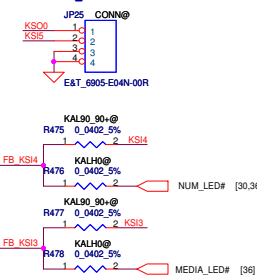 JP25 CONN@
KSO0 1 1
KSI5 2 2
3 3
4 4
E&T_6905-E04N-00R
KAL90_90+@
R475 0_0402_5%
1 2 KSI4
FB_KSI4
KALH0@
R476 0_0402_5%
1 2 NUM_LED# [30,36
KAL90_90+@
R477 0_0402_5%
1 2 KSI3
FB_KSI3
KALH0@
R478 0_0402_5%
1 2 MEDIA_LED# [36]